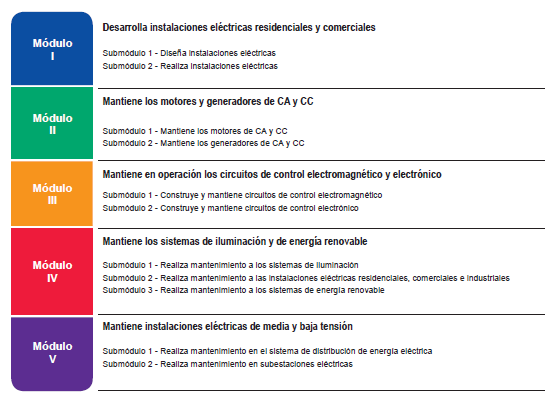 Módulo
I
Desarrolla instalaciones eléctricas residenciales y comerciales
Submódulo 1 - Diseña instalaciones eléctricas
Submódulo 2 - Realiza instalaciones eléctricas
Módulo
II
Mantiene los motores y generadores de CA y CC
Submódulo 1 - Mantiene los motores de CA y CC
Submódulo 2 - Mantiene los generadores de CA y CC
Módulo
III
Mantiene en operación los circuitos de control electromagnético y electrónico
Submódulo 1 - Construye y mantiene circuitos de control electromagnético
Submódulo 2 - Construye y mantiene circuitos de control electrónico
Módulo
IV
Mantiene los sistemas de iluminación y de energía renovable
Submódulo 1 - Realiza mantenimiento a los sistemas de iluminación
Submódulo 2 - Realiza mantenimiento a las instalaciones eléctricas residenciales, comerciales e industriales
Submódulo 3 - Realiza mantenimiento a los sistemas de energía renovable
Módulo
V
Mantiene instalaciones eléctricas de media y baja tensión
Submódulo 1 - Realiza mantenimiento en el sistema de distribución de energía eléctrica
Submódulo 2 - Realiza mantenimiento en subestaciones eléctricas